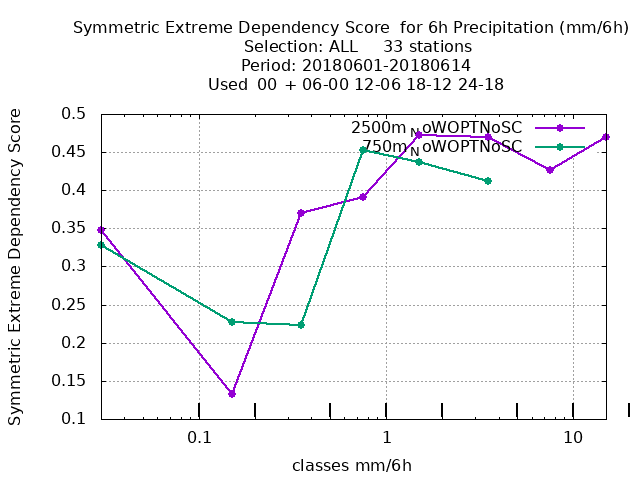 Symmetric Extreme Dependency Score  for 6h Precipitation (mm/6h)
Selection: ALL     33 stations
Period: 20180601-20180614
Used  00 + 06-00 12-06 18-12 24-18
Symmetric Extreme Dependency Score
2500m_NoWOPTNoSC
750m_NoWOPTNoSC
0.5
0.45
0.4
0.35
0.3
0.25
0.2
0.15
0.1
0.1
1
10
classes mm/6h